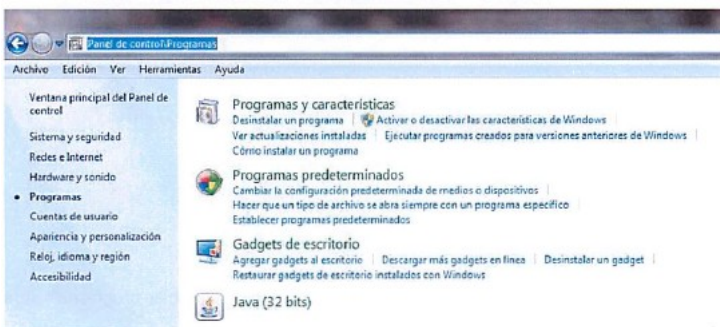 Panel de control\Programas
Archivo Edición Ver Herramientas Ayuda
Ventana principal del Panel de
control
Sistema y seguridad
Redes e Internet
Hardware y sonido
Programas
Cuentas de usuario
Apariencia y personalización
Reloj, idioma y región
Accesibilidad
Programas y características
Desinstalar un programa
Activar o desactivar las características de Windows
Ver actualizaciones instaladas
Ejecutar programas creados para versiones anteriores de Windows
Cómo instalar un programa
Programas predeterminados
Cambiar la configuración predeterminada de medios o dispositivos
Hacer que un tipo de archivo se abra siempre con un programa específico
Establecer programas predeterminados
Gadgets de escritorio
Agregar gadgets al escritorio
Descargar más gadgets en línea
Desinstalar un gadget
Restaurar gadgets de escritorio instalados con Windows
Java (32 bits)